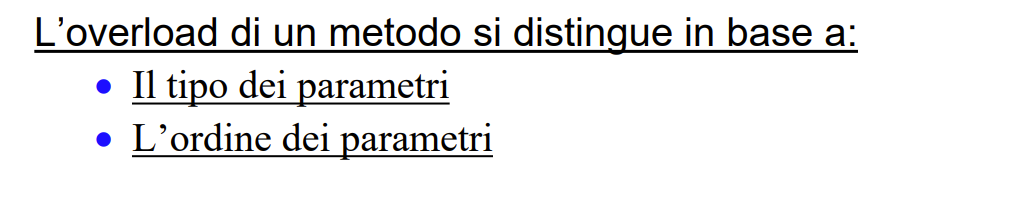 L’overload di un metodo si distingue in base a:
• Il tipo dei parametri
• L’ordine dei parametri